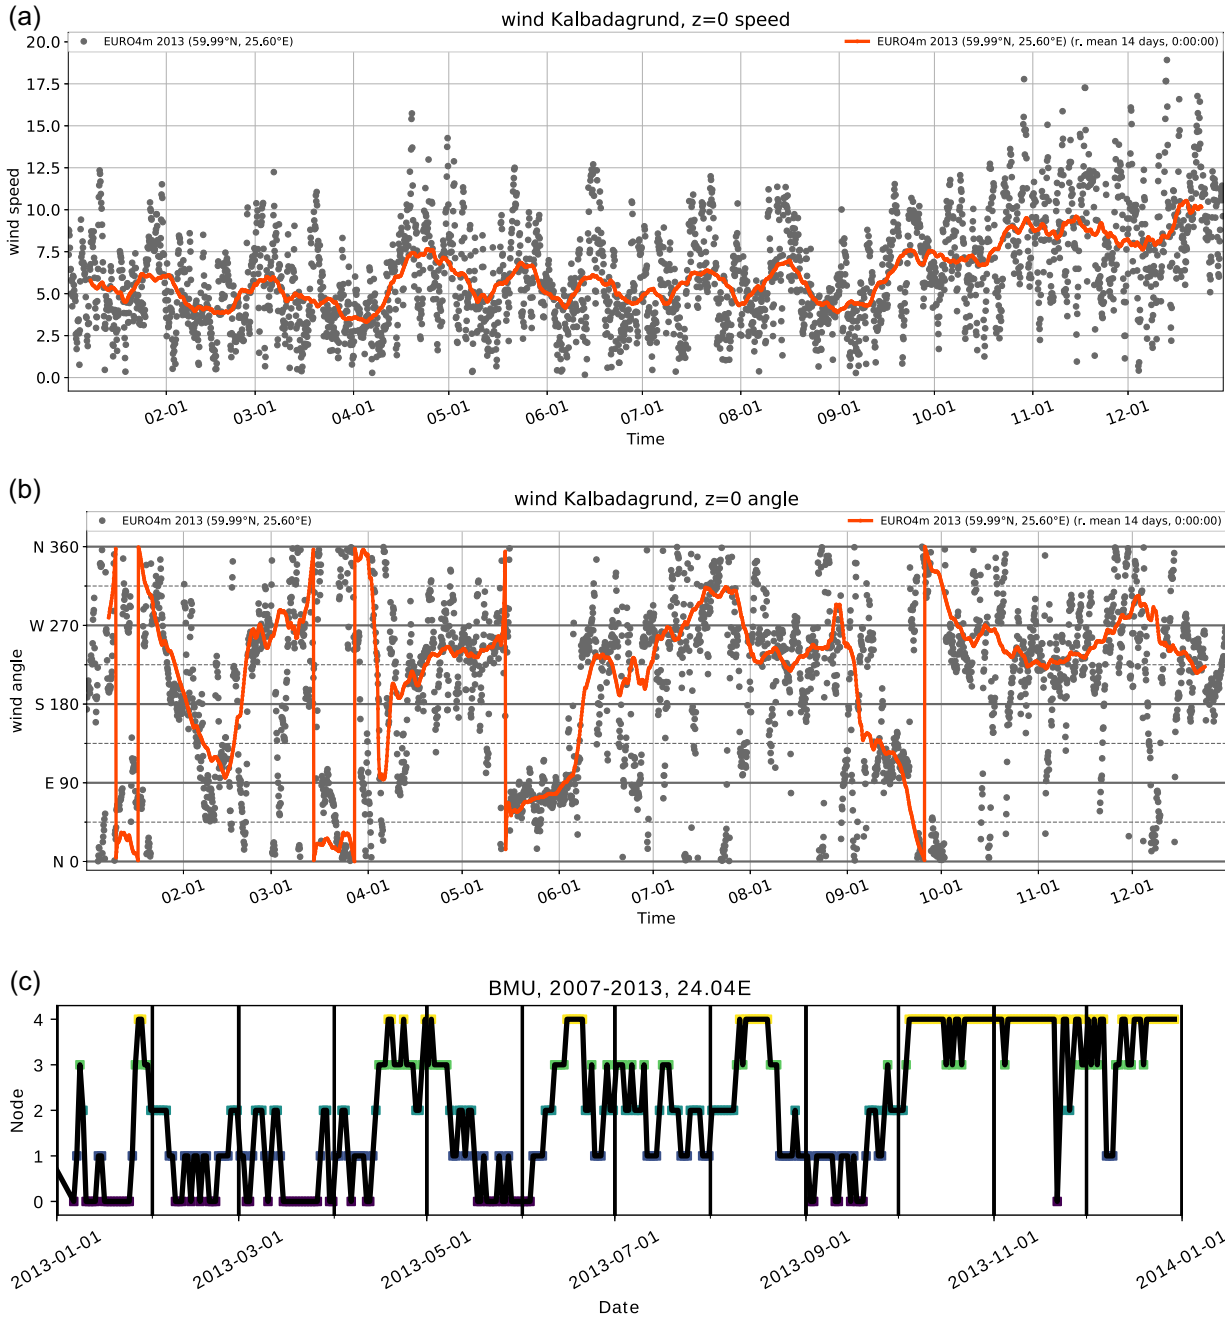 (a)
wind Kalbadagrund, z=0 speed
EURO4m 2013 (59.99°N, 25.60°E)
EURO4m 2013 (59.99°N, 25.60°E) (r. mean 14 days, 0:00:00)
20.0
17.5
15.0
12.5
10.0
7.5
5.0
2.5
0.0
wind speed
02-01 03-01 04-01 05-01 06-01 07-01 08-01 09-01 10-01 11-01 12-01
Time
(b)
wind Kalbadagrund, z=0 angle
EURO4m 2013 (59.99°N, 25.60°E)
EURO4m 2013 (59.99°N, 25.60°E) (r. mean 14 days, 0:00:00)
N 360
W 270
S 180
E 90
N 0
wind angle
02-01 03-01 04-01 05-01 06-01 07-01 08-01 09-01 10-01 11-01 12-01
Time
(c)
BMU, 2007-2013, 24.04E
4
3
2
1
0
Node
2013-01-01 2013-03-01 2013-05-01 2013-07-01 2013-09-01 2013-11-01 2014-01-01
Date